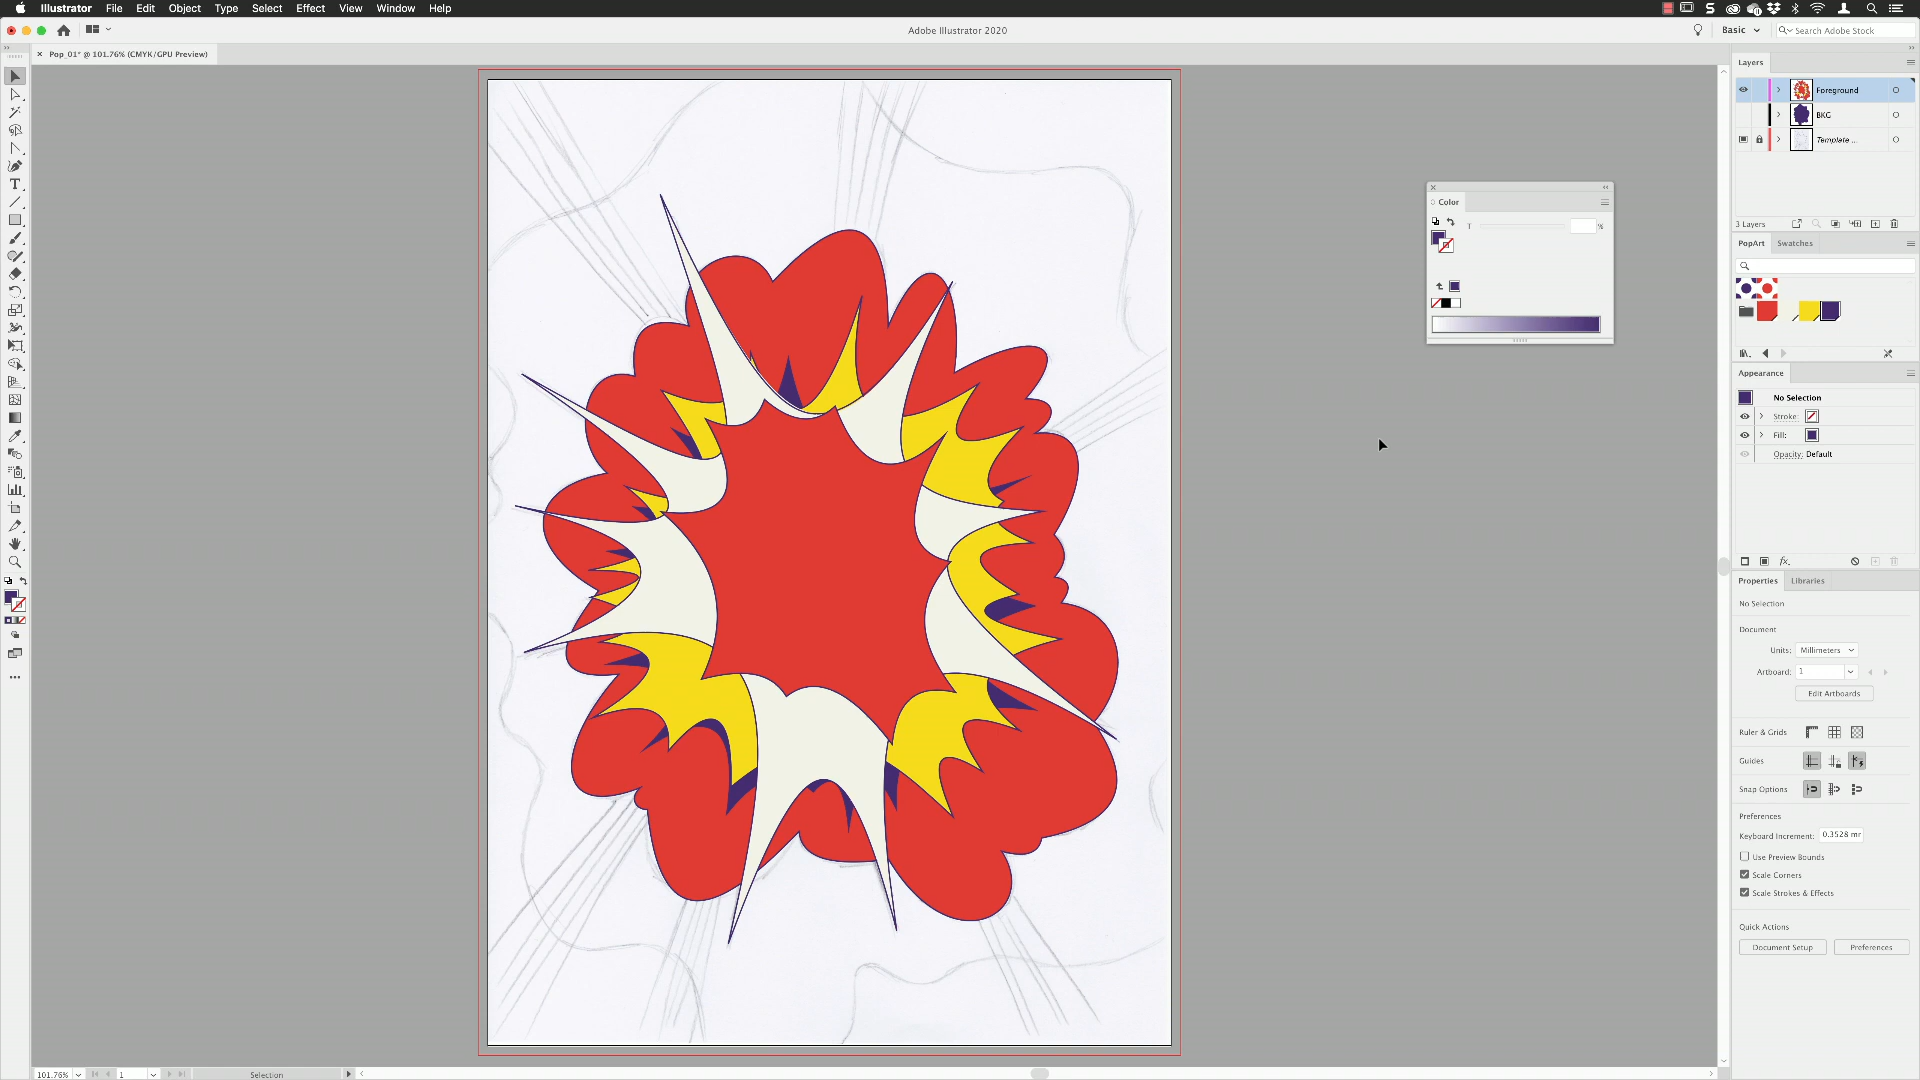 Illustrator File Edit Object Type Select Effect View Window Help
Adobe Illustrator 2020
Basic
Search Adobe Stock
Pop_01* @ 101.76% (CMYK/GPU Preview)
Layers
Foreground
BKG
Template ...
3 Layers
Color
T
%
PopArt Swatches
Appearance
No Selection
Stroke:
Fill:
Opacity: Default
fx.
Properties Libraries
No Selection
Document
Units: Millimeters
Artboard: 1
Edit Artboards
Ruler & Grids
Guides
Snap Options
Preferences
Keyboard Increment: 0.3528 mr
Use Preview Bounds
Scale Corners
Scale Strokes & Effects
Quick Actions
Document Setup Preferences
101.76% 1 Selection